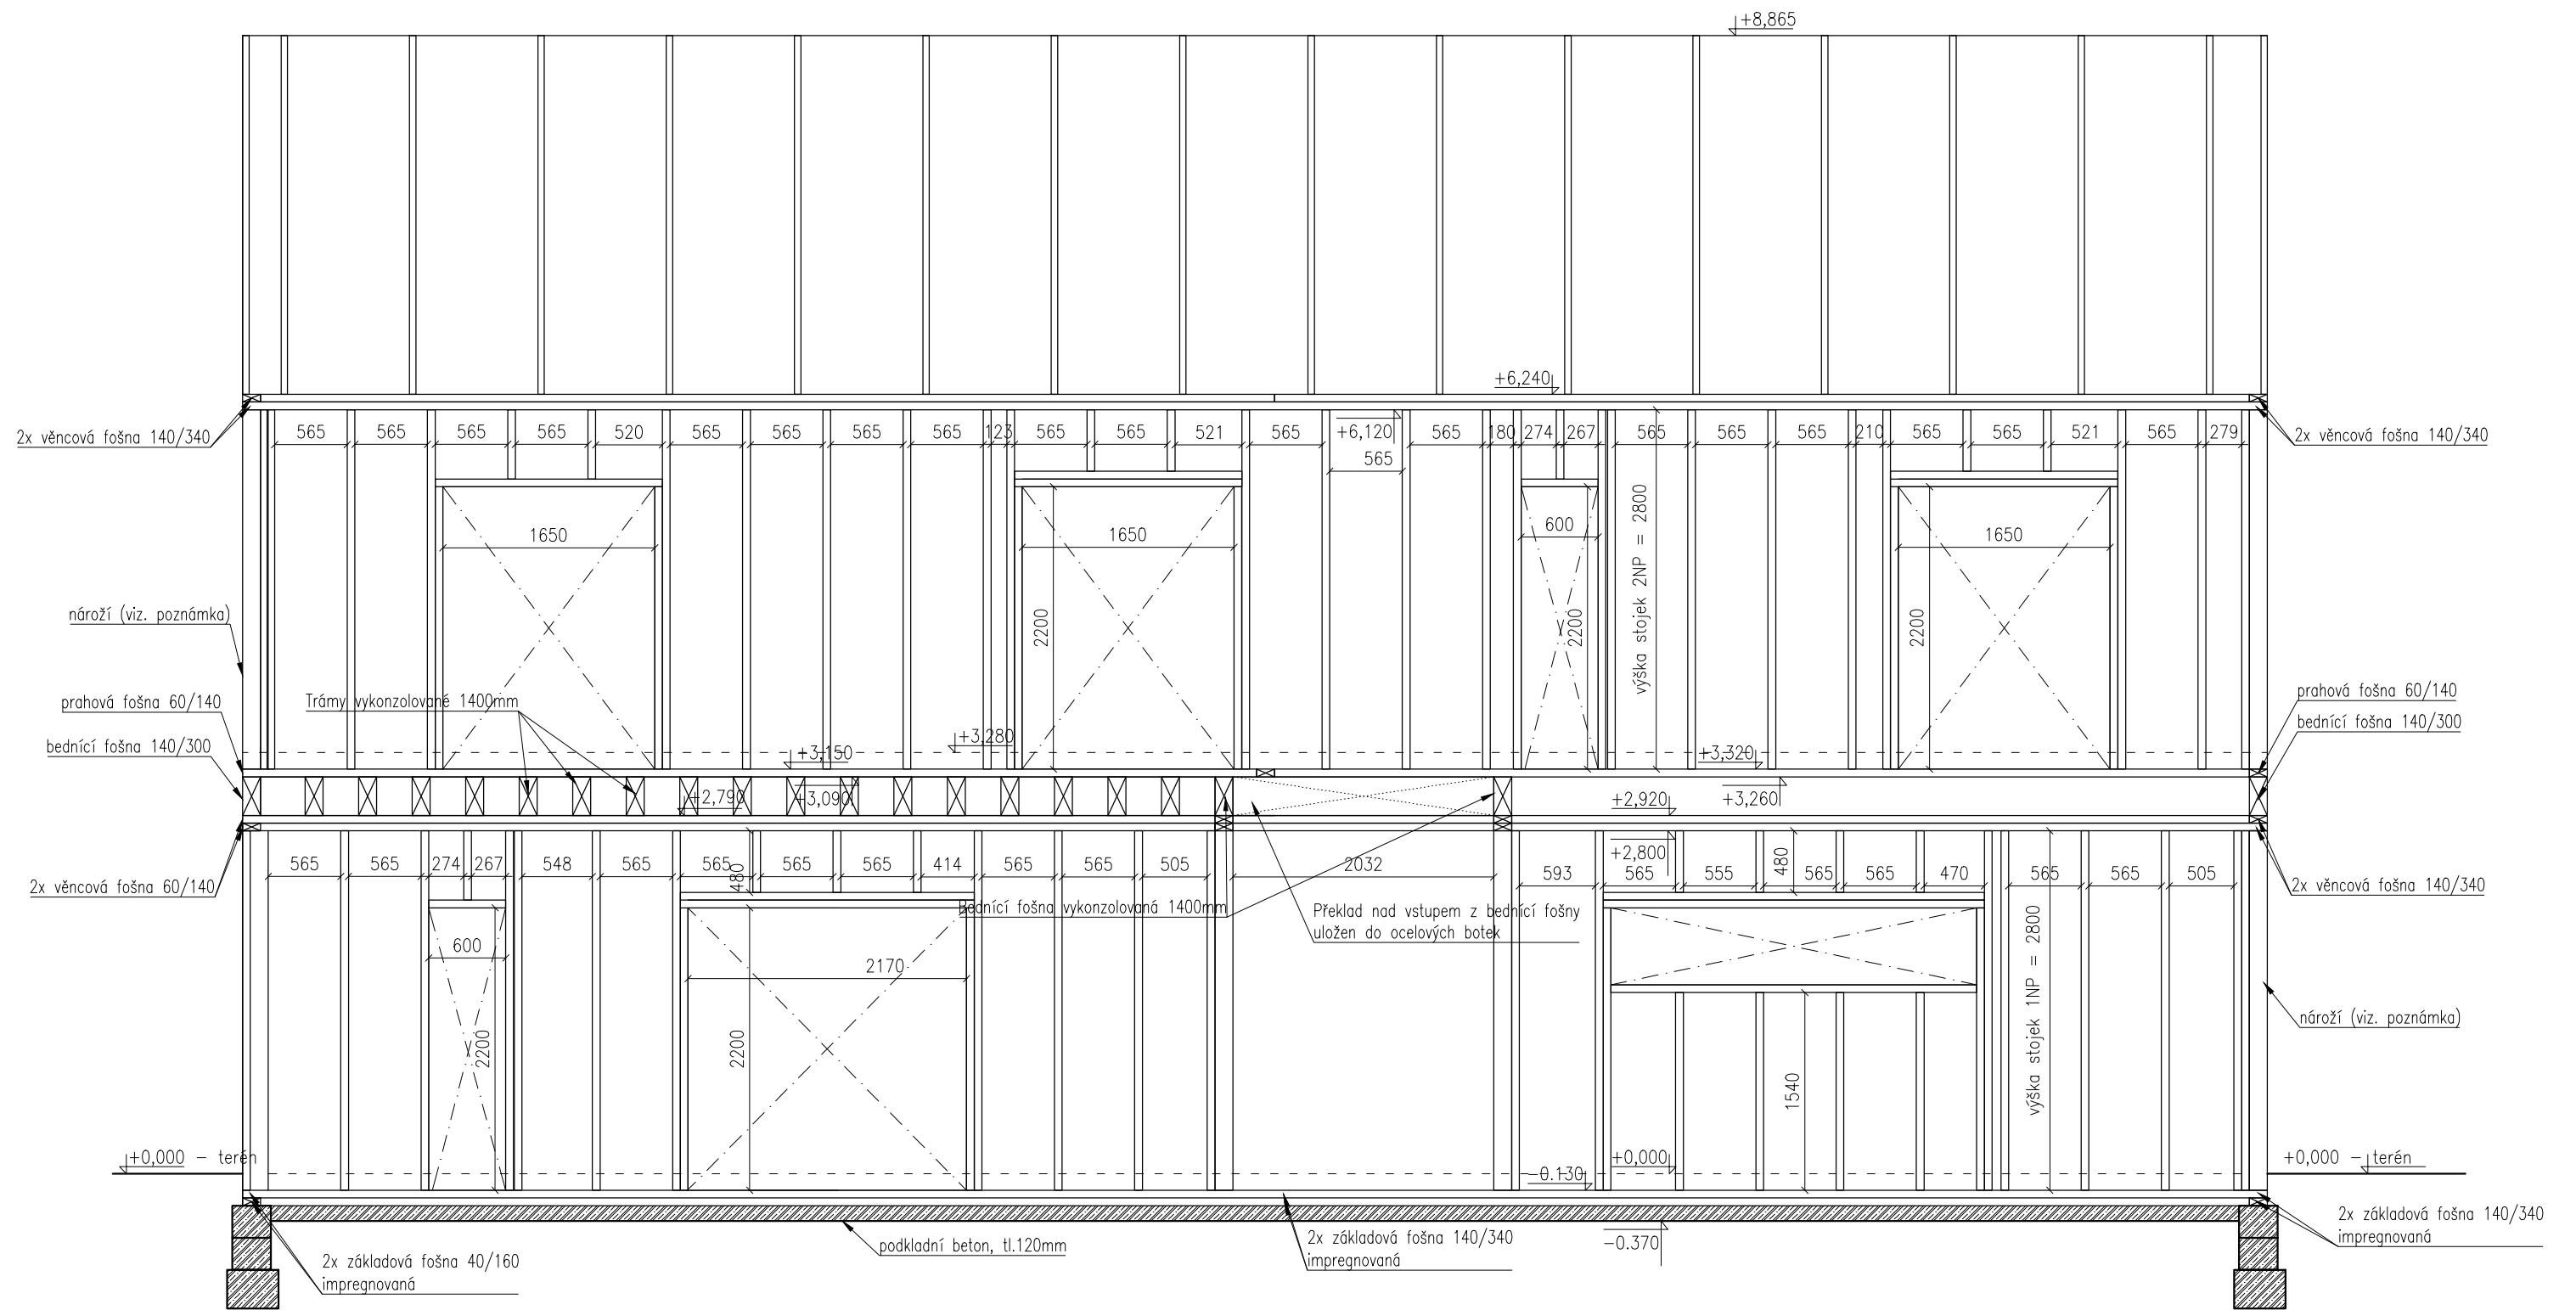 +8,865
+6,240
2x věncová fošna 140/340
565 565 565 565 520 565 565 565 565 123 565 565 521 565 +6,120 565 180 274 267 565 565 565 210 565 565 521 565 279
2x věncová fošna 140/340
565
1650
1650
600
1650
2200
2200
výška stojek 2NP = 2800
2200
nároží (viz. poznámka)
prahová fošna 60/140
Trámy vykonzolované 1400mm
prahová fošna 60/140
bednící fošna 140/300
bednící fošna 140/300
+3,280
+3,150
+3,320
+2,790
+3,090
+2,920
+3,260
565 565 274 267 548 565 565 565 565 414 565 565 505 2032 593 565 555 565 565 470 565 565 505
480
+2,800
480
2x věncová fošna 60/140
2x věncová fošna 140/340
Bednící fošna vykonzolovaná 1400mm
Překlad nad vstupem z bednící fošny
uložen do ocelových botek
600
2170
2200
2200
1540
výška stojek 1NP = 2800
nároží (viz. poznámka)
+0,000 - terén
+0,000
+0,000 - terén
-0.130
2x základová fošna 140/340
impregnovaná
podkladní beton, tl.120mm
2x základová fošna 140/340
impregnovaná
-0.370
2x základová fošna 40/160
impregnovaná